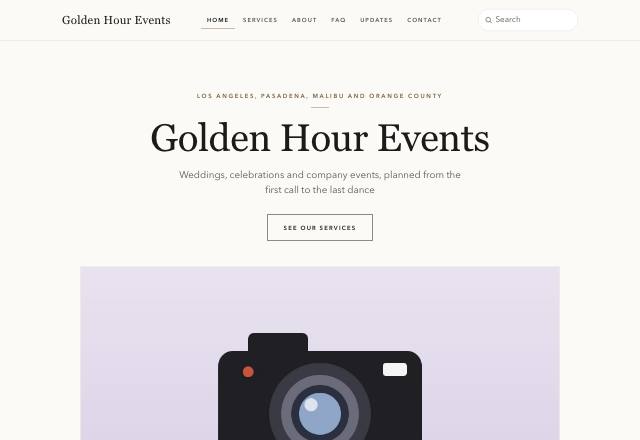 Golden Hour Events
HOME SERVICES ABOUT FAQ UPDATES CONTACT
Search
LOS ANGELES, PASADENA, MALIBU AND ORANGE COUNTY
Golden Hour Events
Weddings, celebrations and company events, planned from the
first call to the last dance
SEE OUR SERVICES